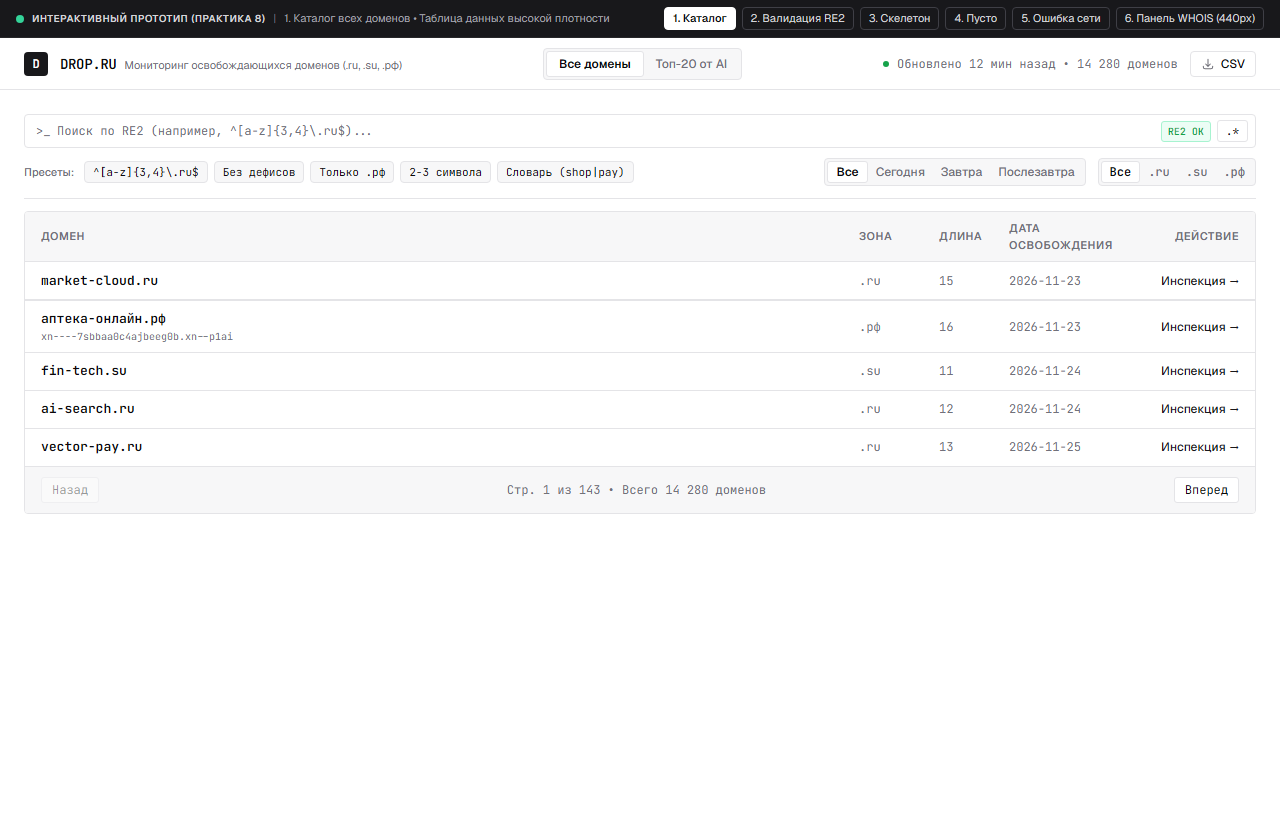 ИНТЕРАКТИВНЫЙ ПРОТОТИП (ПРАКТИКА 8) | 1. Каталог всех доменов • Таблица данных высокой плотности
1. Каталог 2. Валидация RE2 3. Скелетон 4. Пусто 5. Ошибка сети 6. Панель WHOIS (440px)
D DROP.RU Мониторинг освобождающихся доменов (.ru, .su, .рф)
Все домены Топ-20 от AI
Обновлено 12 мин назад • 14 280 доменов CSV
>_ Поиск по RE2 (например, ^[a-z]{3,4}\.ru$)... RE2 OK .*
Пресеты: ^[a-z]{3,4}\.ru$ Без дефисов Только .рф 2-3 символа Словарь (shop|pay)
Все Сегодня Завтра Послезавтра
Все .ru .su .рф
ДОМЕН ЗОНА ДЛИНА ДАТА ОСВОБОЖДЕНИЯ ДЕЙСТВИЕ
market-cloud.ru .ru 15 2026-11-23 Инспекция →
аптека-онлайн.рф .рф 16 2026-11-23 Инспекция →
xn----7sbbaa0c4ajbeeg0b.xn--p1ai
fin-tech.su .su 11 2026-11-24 Инспекция →
ai-search.ru .ru 12 2026-11-24 Инспекция →
vector-pay.ru .ru 13 2026-11-25 Инспекция →
Назад Стр. 1 из 143 • Всего 14 280 доменов Вперед